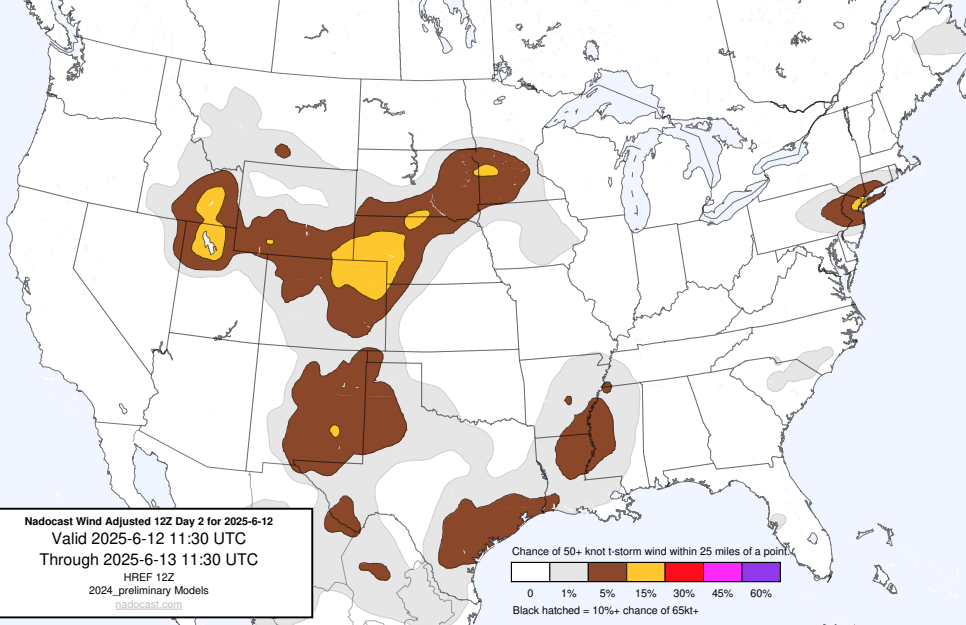 Nadocast Wind Adjusted 12Z Day 2 for 2025-6-12
Valid 2025-6-12 11:30 UTC
Through 2025-6-13 11:30 UTC
HREF 12Z
2024_preliminary Models
nadocast.com
Chance of 50+ knot t-storm wind within 25 miles of a point.
0 1% 5% 15% 30% 45% 60%
Black hatched = 10%+ chance of 65kt+